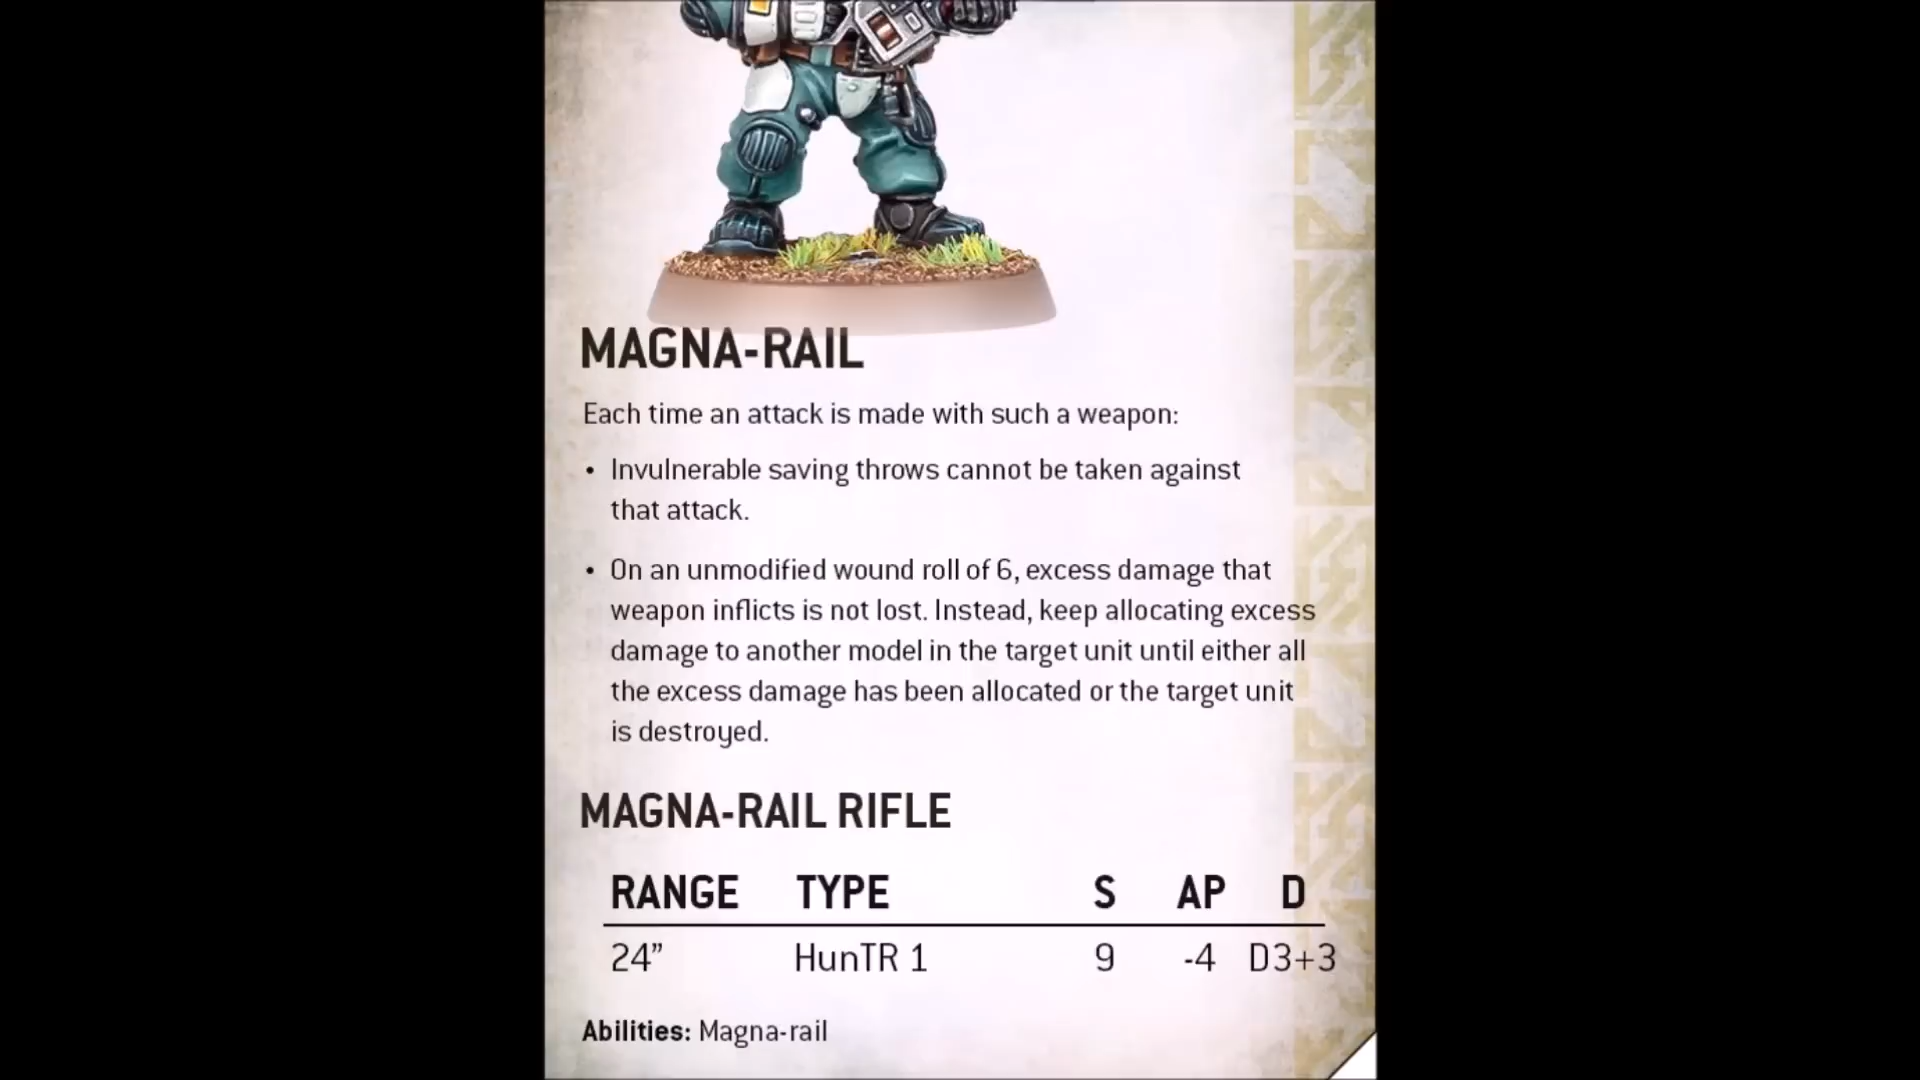 MAGNA-RAIL
Each time an attack is made with such a weapon:
• Invulnerable saving throws cannot be taken against
that attack.
• On an unmodified wound roll of 6, excess damage that
weapon inflicts is not lost. Instead, keep allocating excess
damage to another model in the target unit until either all
the excess damage has been allocated or the target unit
is destroyed.
MAGNA-RAIL RIFLE
RANGE TYPE S AP D
24” HunTR 1 9 -4 D3+3
Abilities: Magna-rail